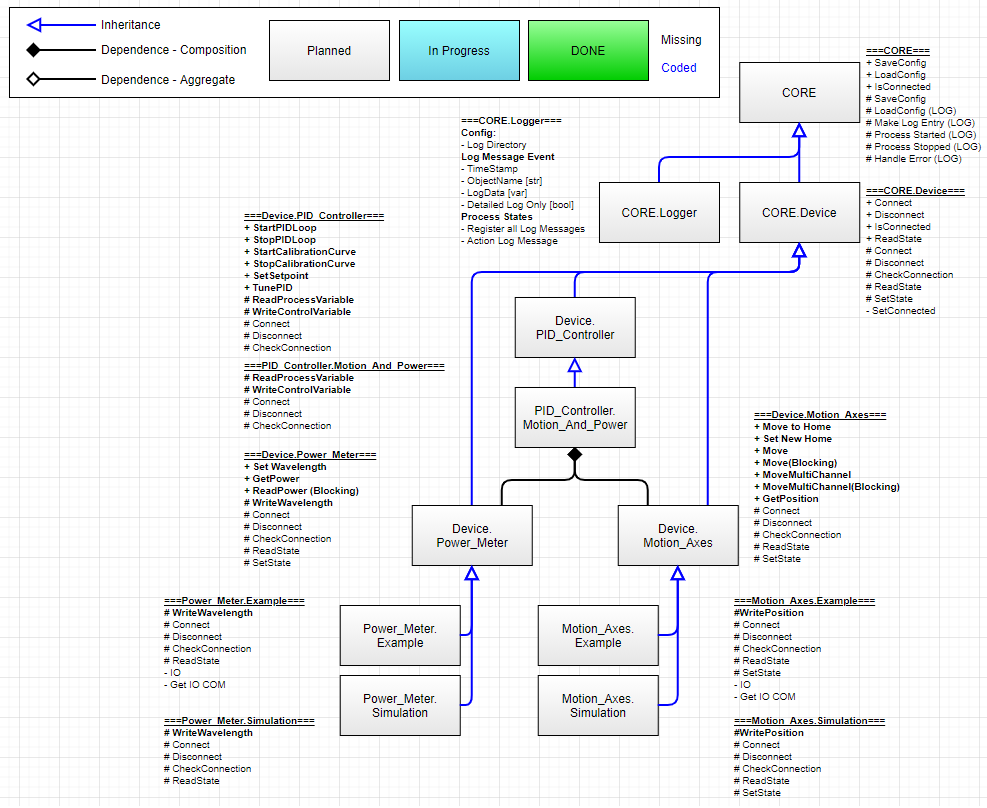 Inheritance
Dependence - Composition
Dependence - Aggregate
Planned
In Progress
DONE
Missing
Coded
CORE
===CORE===
+ SaveConfig
+ LoadConfig
+ IsConnected
# SaveConfig
# LoadConfig (LOG)
# Make Log Entry (LOG)
# Process Started (LOG)
# Process Stopped (LOG)
# Handle Error (LOG)
===CORE.Logger===
Config:
- Log Directory
Log Message Event
- TimeStamp
- ObjectName [str]
- LogData [var]
- Detailed Log Only [bool]
Process States
- Register all Log Messages
- Action Log Message
CORE.Logger
CORE.Device
===CORE.Device===
+ Connect
+ Disconnect
+ IsConnected
+ ReadState
# Connect
# Disconnect
# CheckConnection
# ReadState
# SetState
- SetConnected
===Device.PID_Controller===
+ StartPIDLoop
+ StopPIDLoop
+ StartCalibrationCurve
+ StopCalibrationCurve
+ SetSetpoint
+ TunePID
# ReadProcessVariable
# WriteControlVariable
# Connect
# Disconnect
# CheckConnection
Device.
PID_Controller
===PID_Controller.Motion_And_Power===
# ReadProcessVariable
# WriteControlVariable
# Connect
# Disconnect
# CheckConnection
PID_Controller.
Motion_And_Power
===Device.Power_Meter===
+ Set Wavelength
+ GetPower
+ ReadPower (Blocking)
# WriteWavelength
# Connect
# Disconnect
# CheckConnection
# ReadState
# SetState
Device.
Power_Meter
Device.
Motion_Axes
===Device.Motion_Axes===
+ Move to Home
+ Set New Home
+ Move
+ Move(Blocking)
+ MoveMultiChannel
+ MoveMultiChannel(Blocking)
+ GetPosition
# Connect
# Disconnect
# CheckConnection
# ReadState
# SetState
===Power_Meter.Example===
# WriteWavelength
# Connect
# Disconnect
# CheckConnection
# ReadState
- IO
- Get IO COM
Power_Meter.
Example
Motion_Axes.
Example
===Motion_Axes.Example===
#WritePosition
# Connect
# Disconnect
# CheckConnection
# ReadState
# SetState
- IO
- Get IO COM
===Power_Meter.Simulation===
# WriteWavelength
# Connect
# Disconnect
# CheckConnection
# ReadState
Power_Meter.
Simulation
Motion_Axes.
Simulation
===Motion_Axes.Simulation===
#WritePosition
# Connect
# Disconnect
# CheckConnection
# ReadState
# SetState